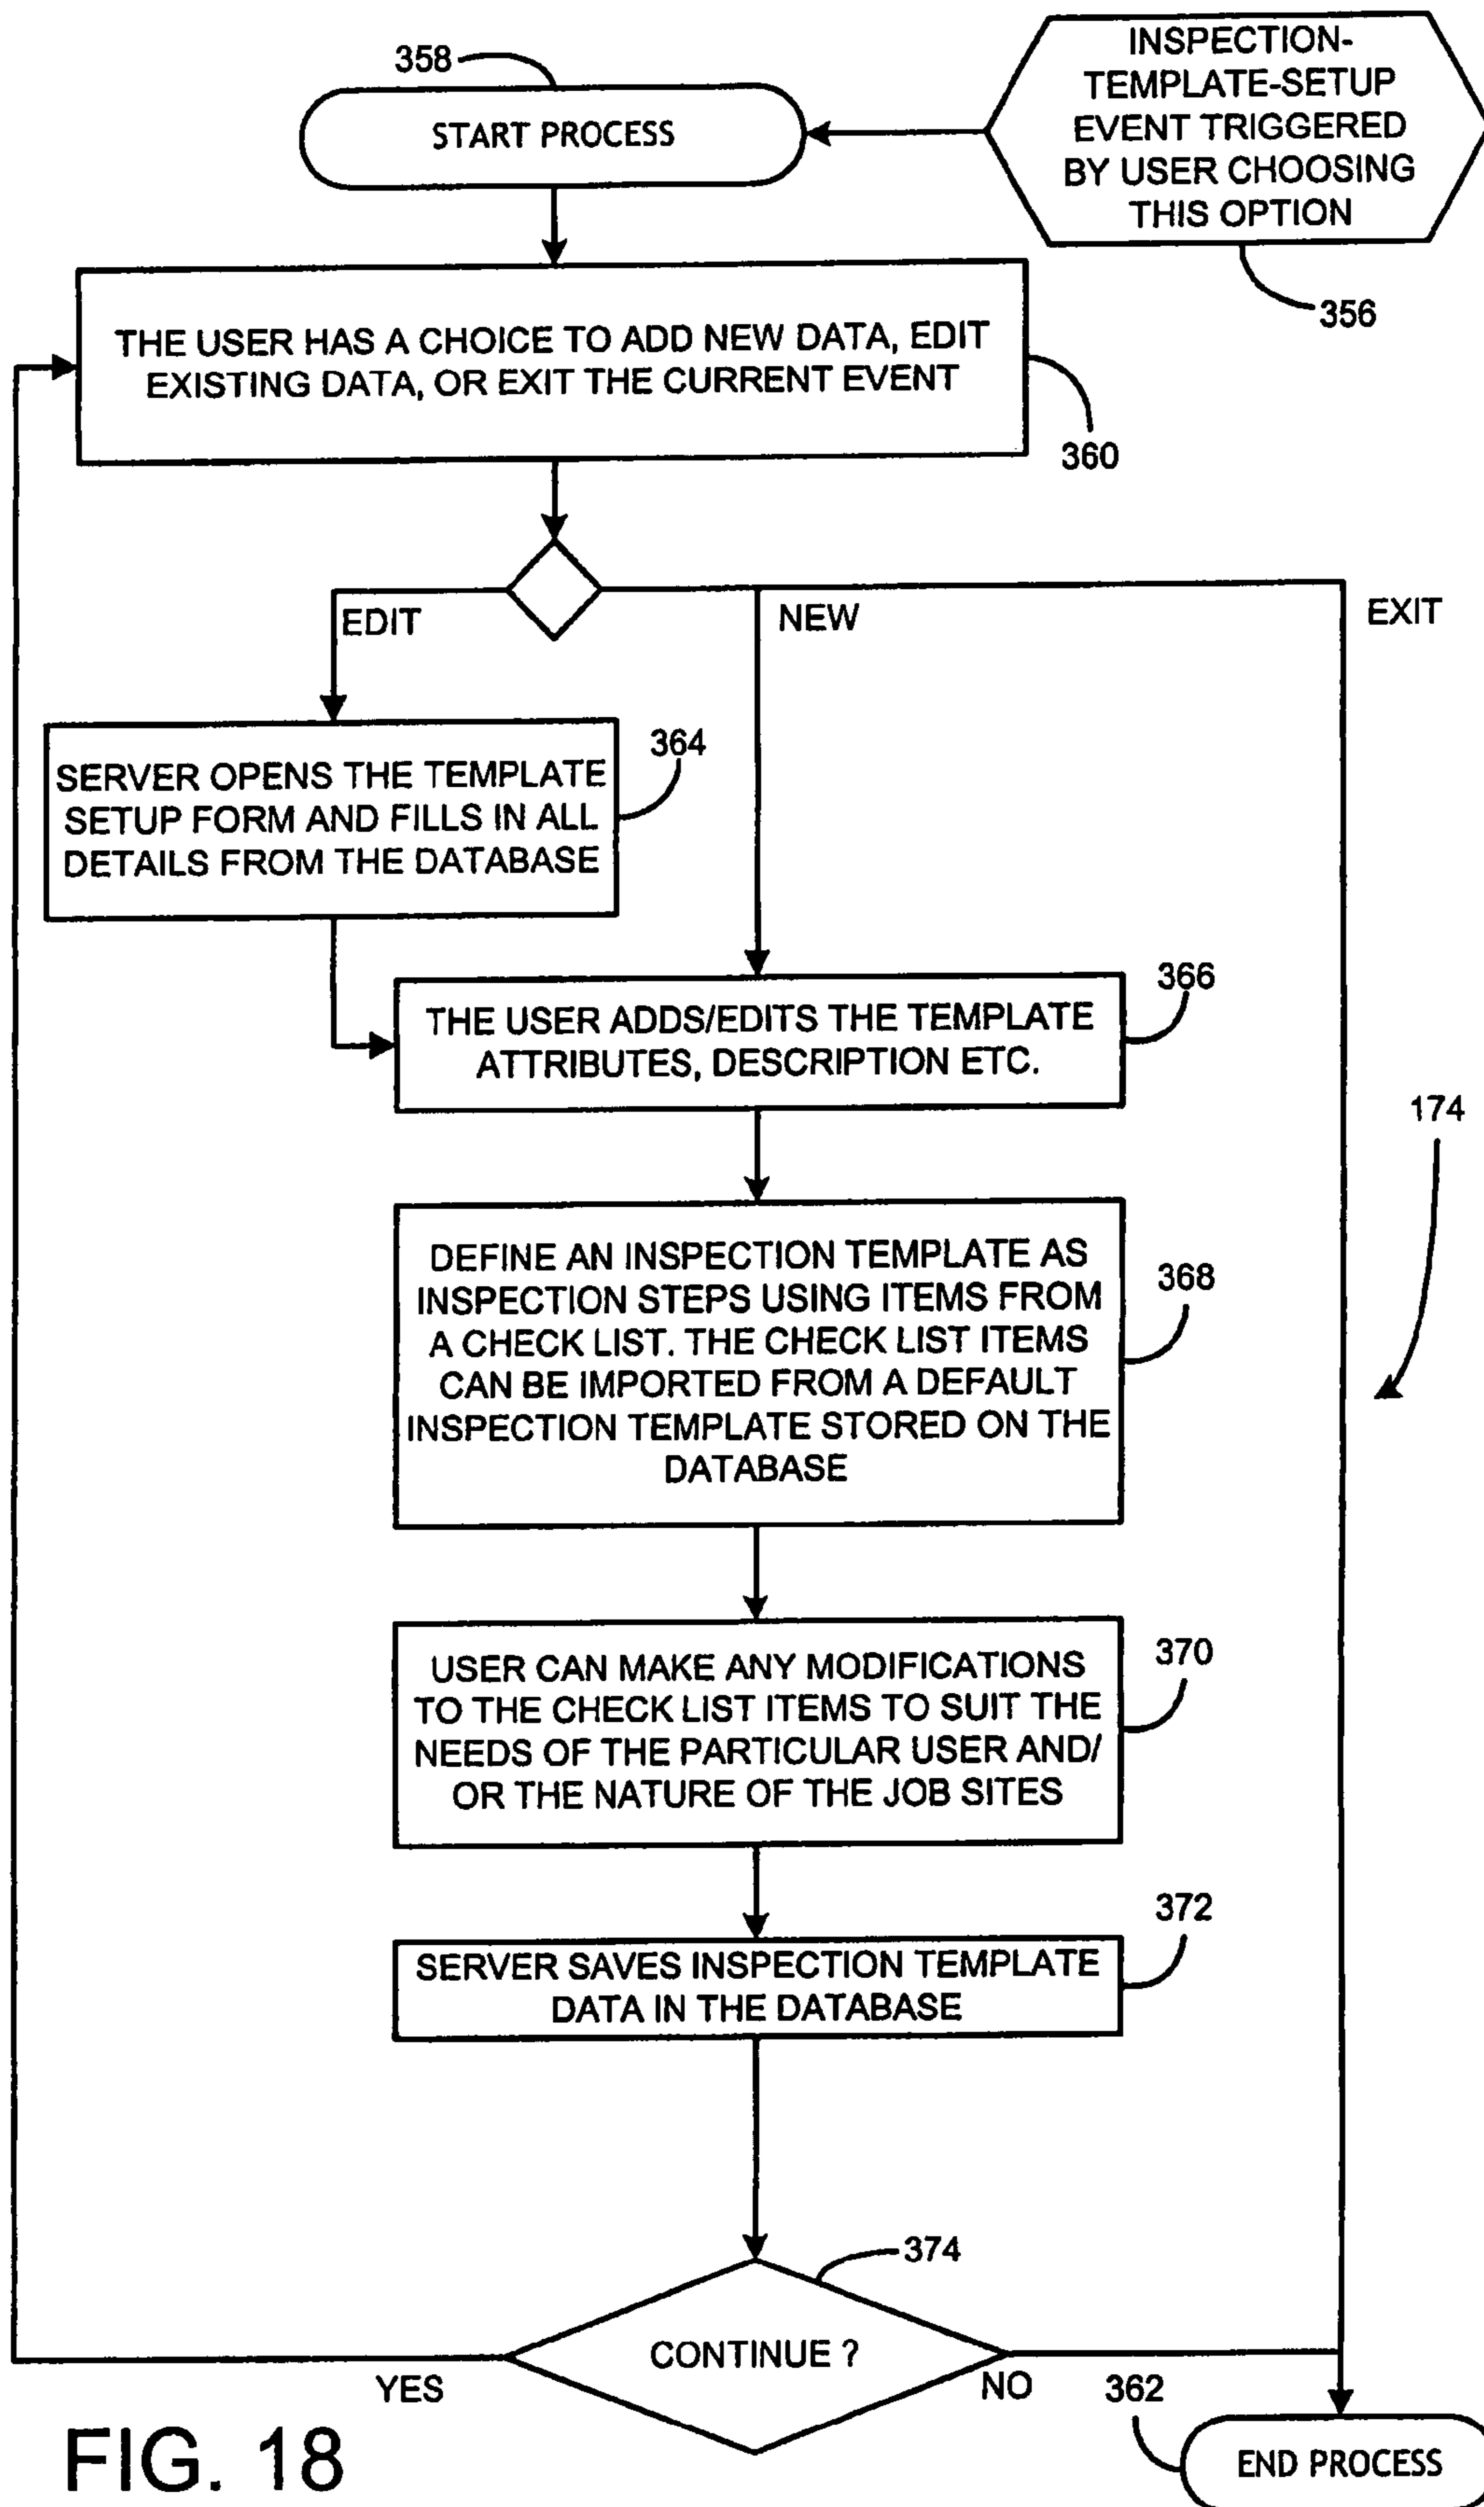 358
START PROCESS
INSPECTION-
TEMPLATE-SETUP
EVENT TRIGGERED
BY USER CHOOSING
THIS OPTION
356
THE USER HAS A CHOICE TO ADD NEW DATA, EDIT
EXISTING DATA, OR EXIT THE CURRENT EVENT
360
EDIT
NEW
EXIT
SERVER OPENS THE TEMPLATE
SETUP FORM AND FILLS IN ALL
DETAILS FROM THE DATABASE
364
THE USER ADDS/EDITS THE TEMPLATE
ATTRIBUTES, DESCRIPTION ETC.
366
174
DEFINE AN INSPECTION TEMPLATE AS
INSPECTION STEPS USING ITEMS FROM
A CHECK LIST. THE CHECK LIST ITEMS
CAN BE IMPORTED FROM A DEFAULT
INSPECTION TEMPLATE STORED ON THE
DATABASE
368
USER CAN MAKE ANY MODIFICATIONS
TO THE CHECK LIST ITEMS TO SUIT THE
NEEDS OF THE PARTICULAR USER AND/
OR THE NATURE OF THE JOB SITES
370
SERVER SAVES INSPECTION TEMPLATE
DATA IN THE DATABASE
372
374
CONTINUE ?
YES
NO
362
END PROCESS
FIG. 18